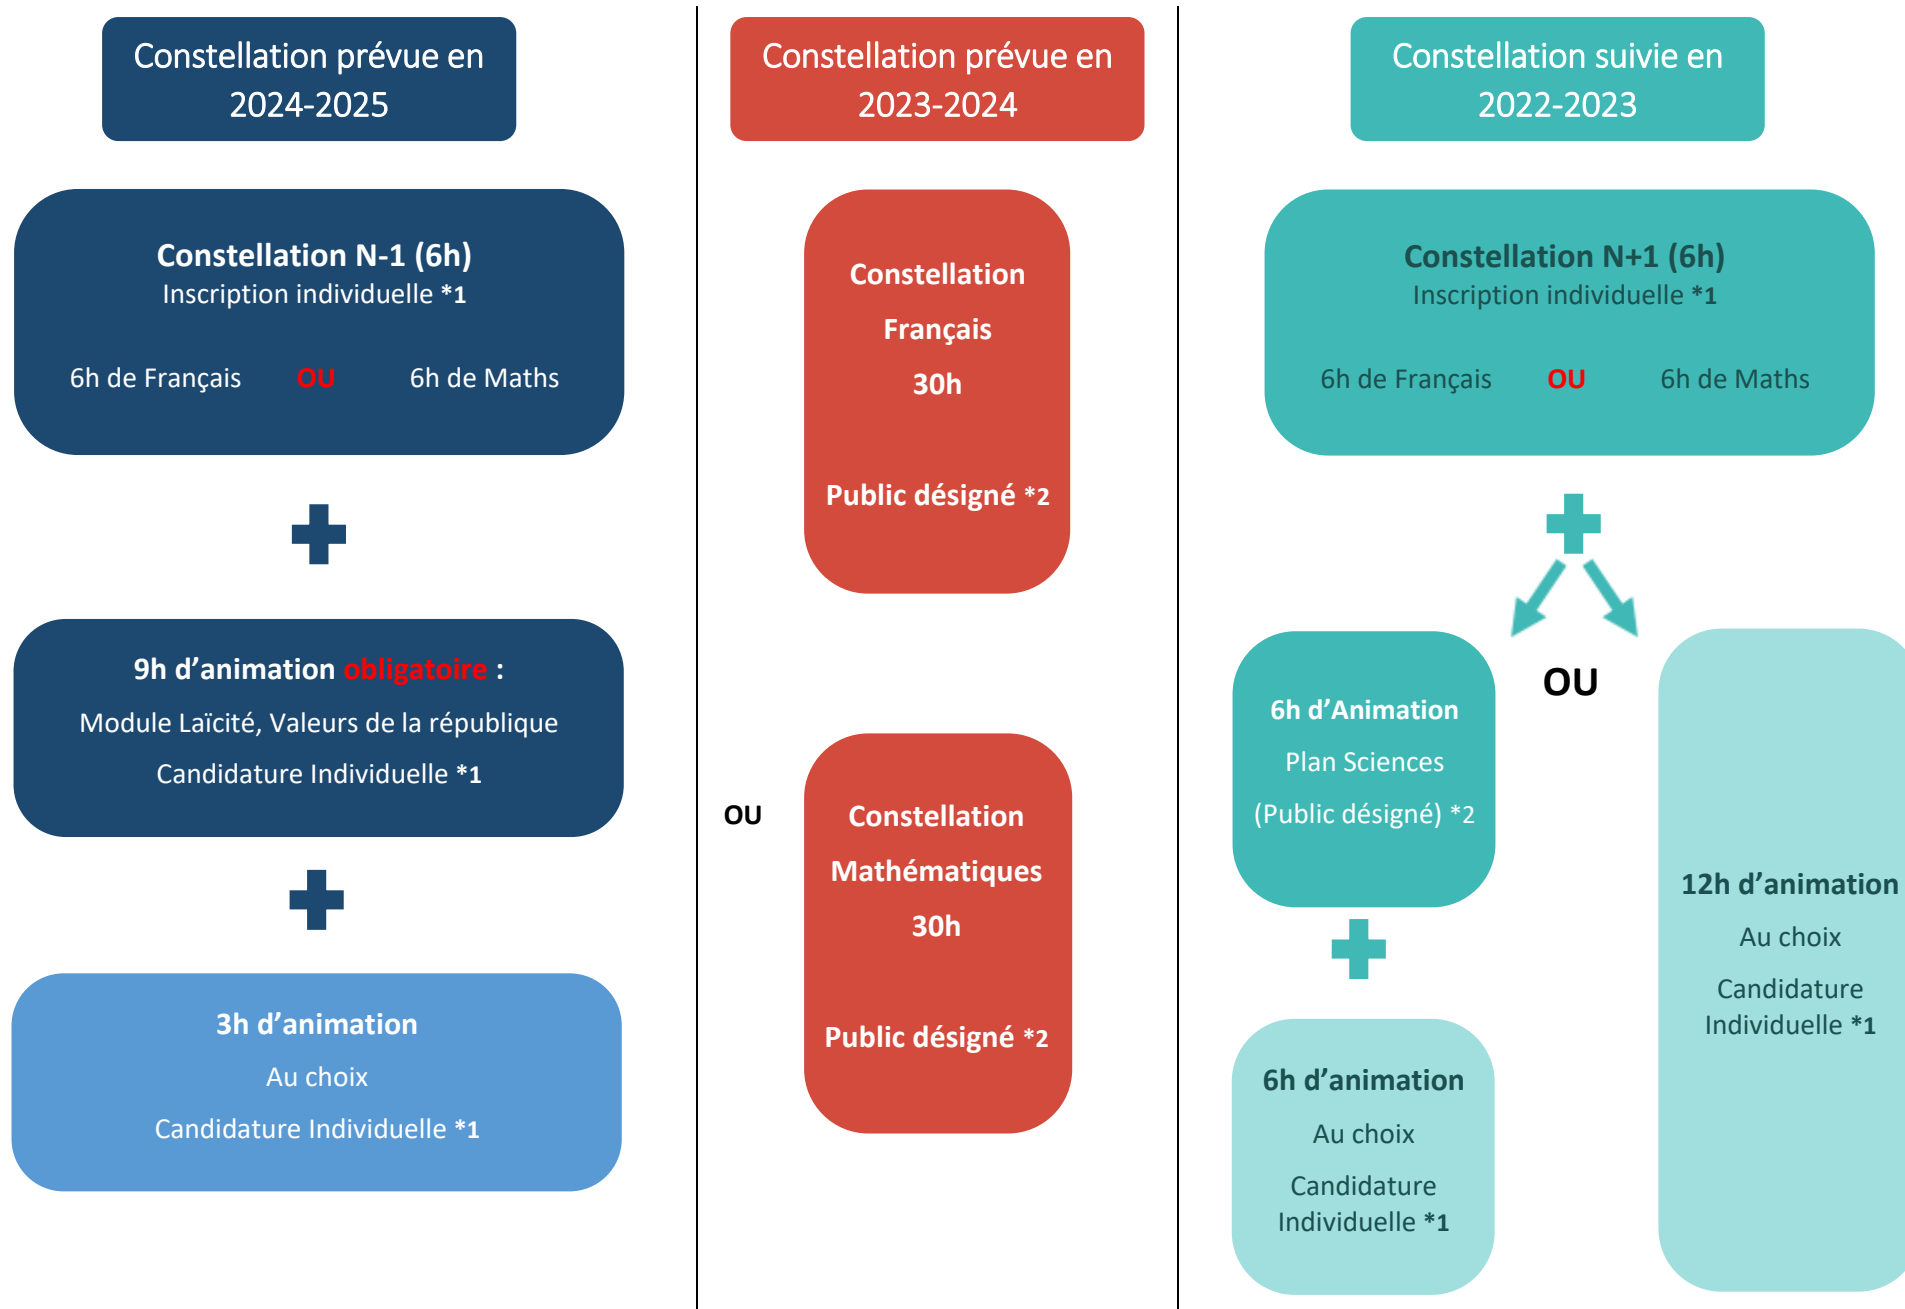 Constellation prévue en
2024-2025
Constellation N-1 (6h)
Inscription individuelle *1
6h de Français OU 6h de Maths
9h d’animation obligatoire :
Module Laïcité, Valeurs de la république
Candidature Individuelle *1
3h d’animation
Au choix
Candidature Individuelle *1
Constellation prévue en
2023-2024
Constellation
Français
30h
Public désigné *2
OU
Constellation
Mathématiques
30h
Public désigné *2
Constellation suivie en
2022-2023
Constellation N+1 (6h)
Inscription individuelle *1
6h de Français OU 6h de Maths
6h d’Animation
Plan Sciences
(Public désigné) *2
6h d’animation
Au choix
Candidature
Individuelle *1
OU
12h d’animation
Au choix
Candidature
Individuelle *1